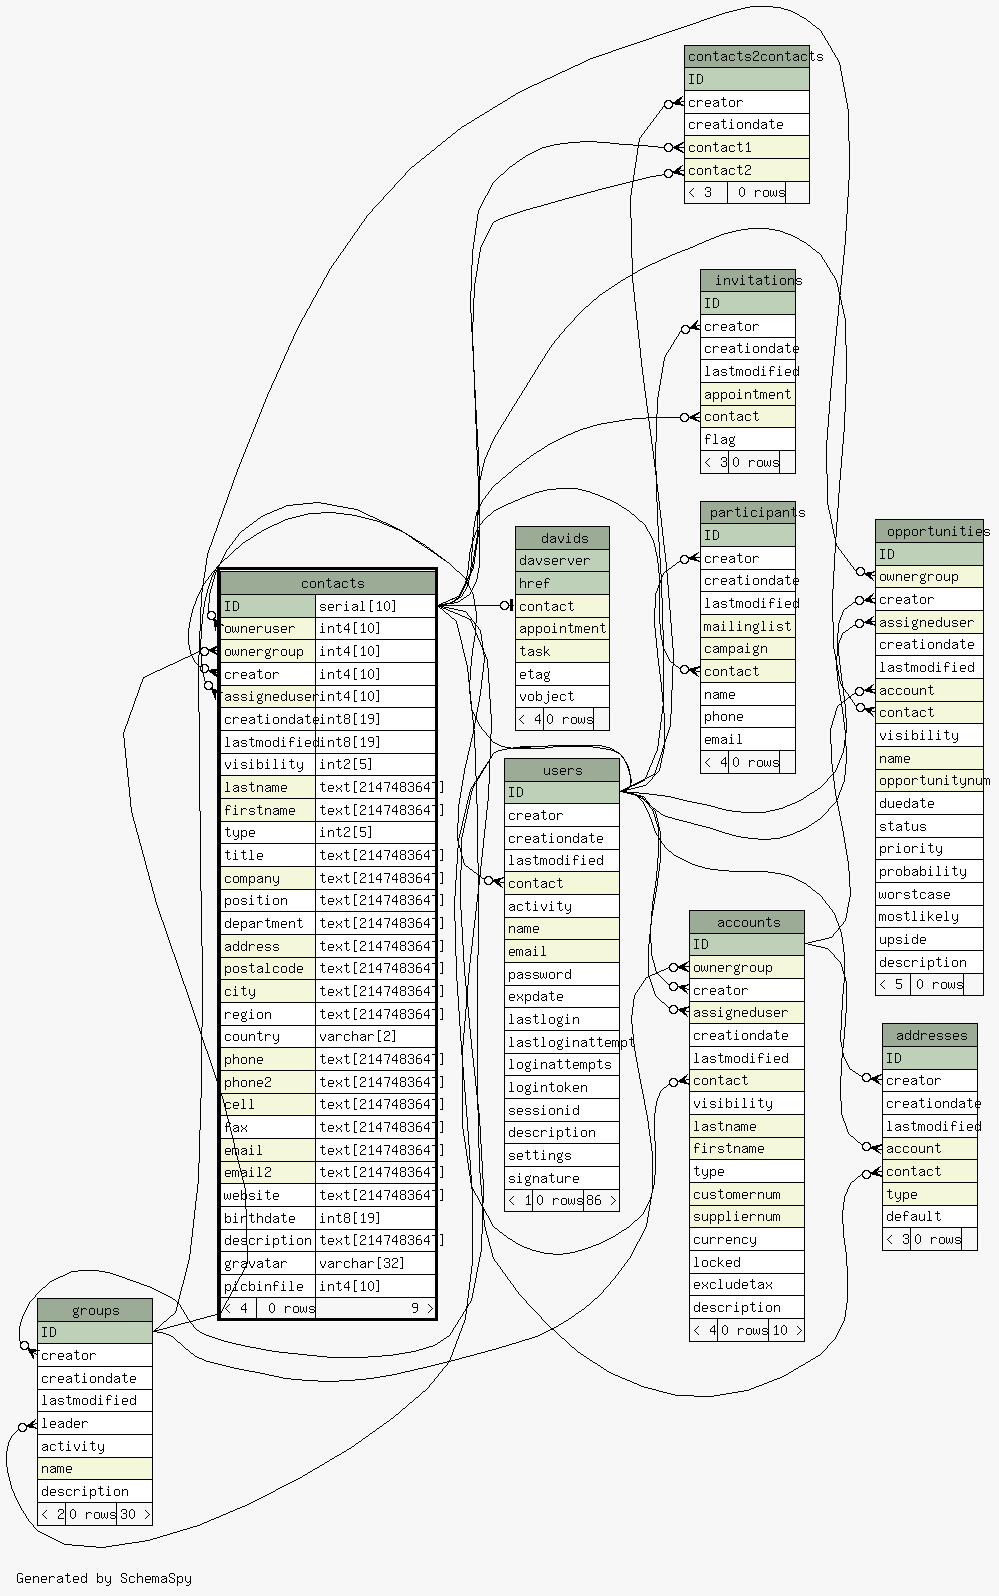 contacts2contacts
ID
creator
creationdate
contact1
contact2
< 3 0 rows
invitations
ID
creator
creationdate
lastmodified
appointment
contact
flag
< 3 0 rows
participants
ID
creator
creationdate
lastmodified
mailinglist
campaign
contact
name
phone
email
< 4 0 rows
opportunities
ID
ownergroup
creator
assigneduser
creationdate
lastmodified
account
contact
visibility
name
opportunitynum
duedate
status
priority
probability
worstcase
mostlikely
upside
description
< 5 0 rows
davids
davserver
href
contact
appointment
task
etag
vobject
< 4 0 rows
contacts
ID serial[10]
owneruser int4[10]
ownergroup int4[10]
creator int4[10]
assigneduser int4[10]
creationdate int8[19]
lastmodified int8[19]
visibility int2[5]
lastname text[2147483647]
firstname text[2147483647]
type int2[5]
title text[2147483647]
company text[2147483647]
position text[2147483647]
department text[2147483647]
address text[2147483647]
postalcode text[2147483647]
city text[2147483647]
region text[2147483647]
country varchar[2]
phone text[2147483647]
phone2 text[2147483647]
cell text[2147483647]
fax text[2147483647]
email text[2147483647]
email2 text[2147483647]
website text[2147483647]
birthdate int8[19]
description text[2147483647]
gravatar varchar[32]
picbinfile int4[10]
< 4 0 rows 9 >
users
ID
creator
creationdate
lastmodified
contact
activity
name
email
password
expdate
lastlogin
lastloginattempt
loginattempts
logintoken
sessionid
description
settings
signature
< 1 0 rows 86 >
accounts
ID
ownergroup
creator
assigneduser
creationdate
lastmodified
contact
visibility
lastname
firstname
type
customernum
suppliernum
currency
locked
excludetax
description
< 4 0 rows 10 >
addresses
ID
creator
creationdate
lastmodified
account
contact
type
default
< 3 0 rows
groups
ID
creator
creationdate
lastmodified
leader
activity
name
description
< 2 0 rows 30 >
Generated by SchemaSpy